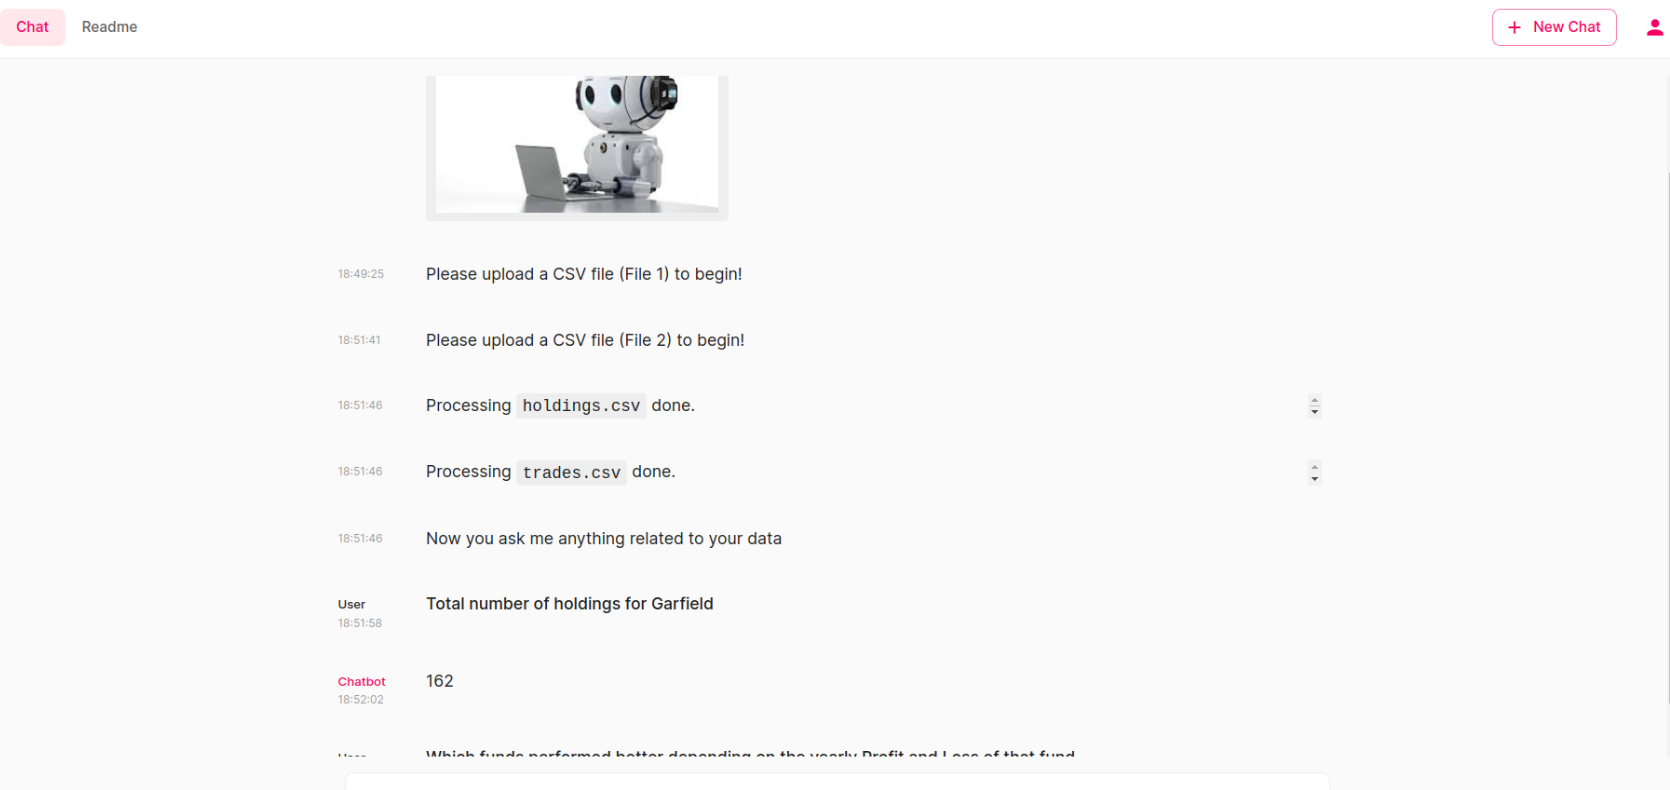 Chat Readme + New Chat
18:49:25 Please upload a CSV file (File 1) to begin!
18:51:41 Please upload a CSV file (File 2) to begin!
18:51:46 Processing holdings.csv done.
18:51:46 Processing trades.csv done.
18:51:46 Now you ask me anything related to your data
User Total number of holdings for Garfield
18:51:58
Chatbot 162
18:52:02
User Which funds performed better depending on the yearly Profit and Loss of that fund